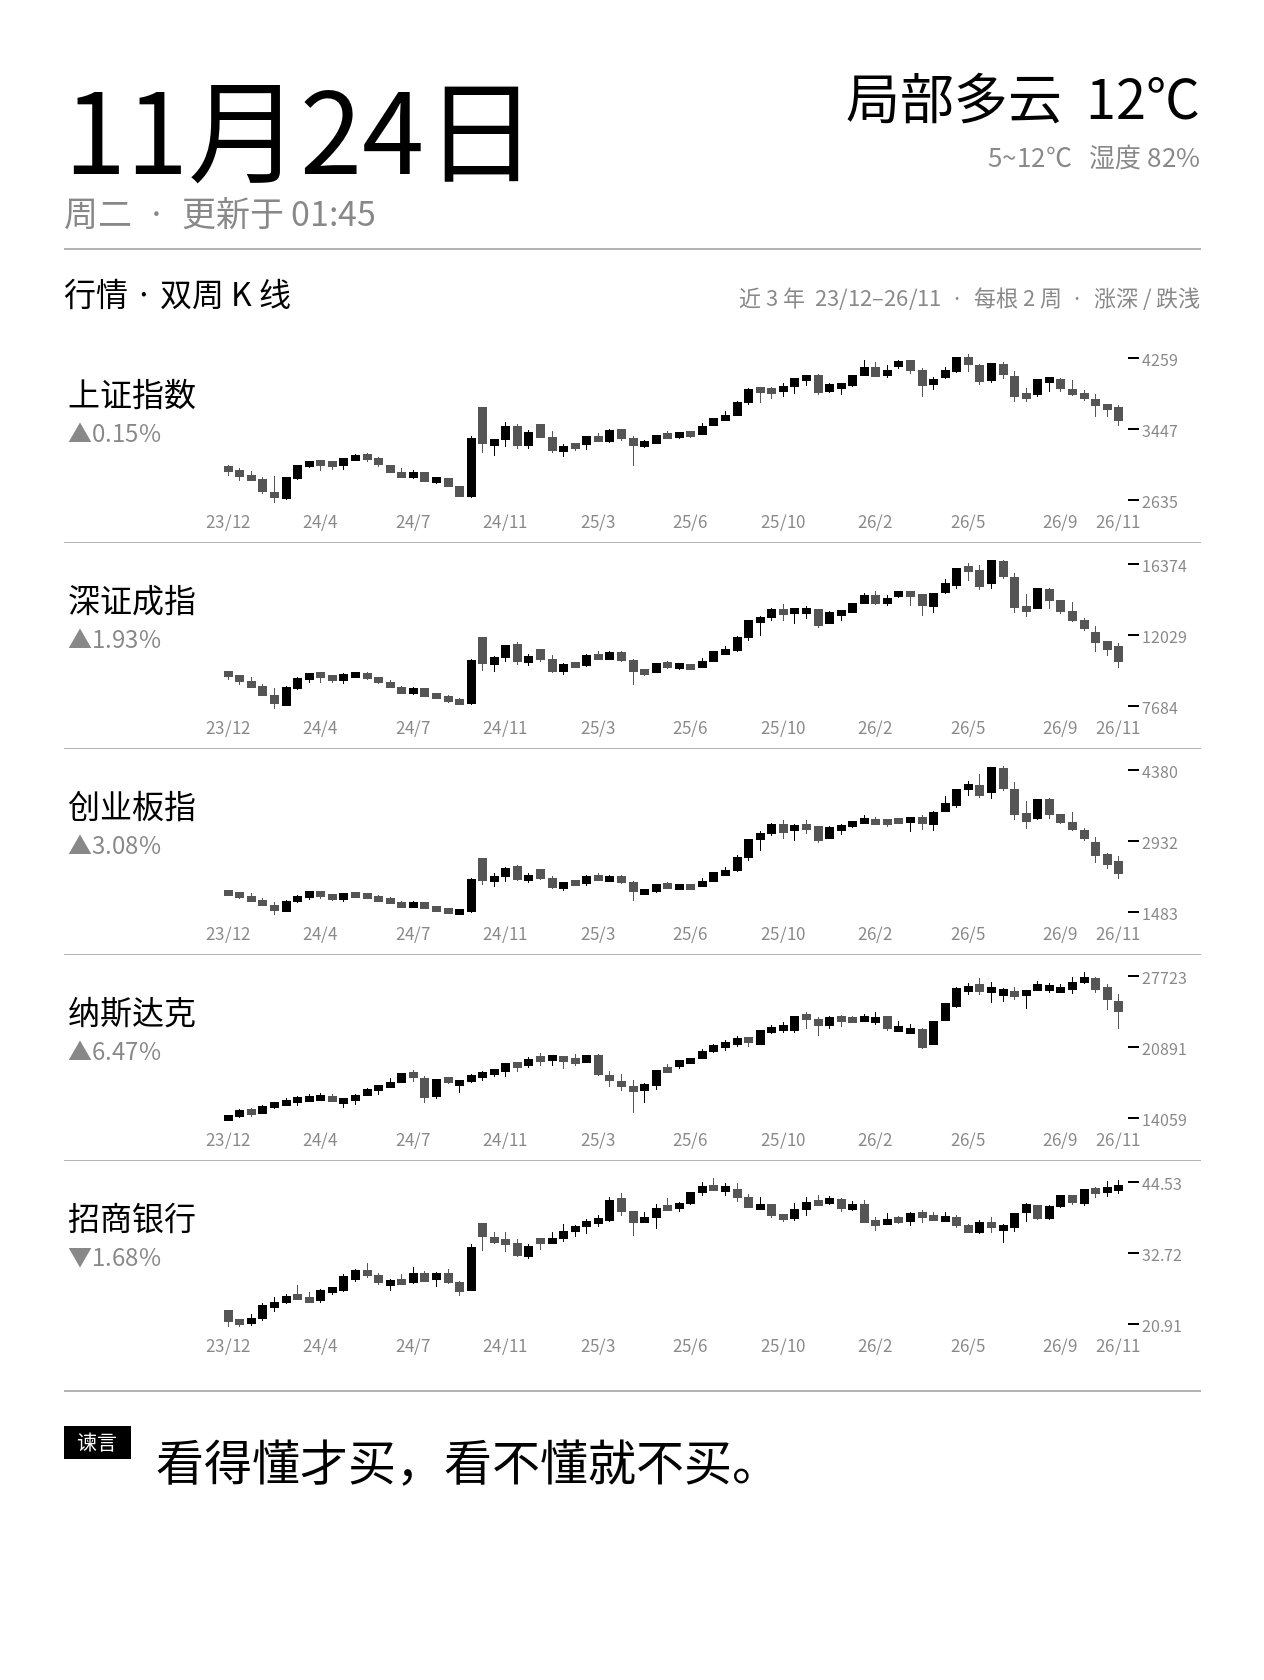 11月24日
局部多云 12°C
5~12°C 湿度 82%
周二 · 更新于 01:45
行情 · 双周 K 线
近 3 年 23/12–26/11 · 每根 2 周 · 涨深 / 跌浅
上证指数
▲0.15%
4259
3447
2635
23/12 24/4 24/7 24/11 25/3 25/6 25/10 26/2 26/5 26/9 26/11
深证成指
▲1.93%
16374
12029
7684
23/12 24/4 24/7 24/11 25/3 25/6 25/10 26/2 26/5 26/9 26/11
创业板指
▲3.08%
4380
2932
1483
23/12 24/4 24/7 24/11 25/3 25/6 25/10 26/2 26/5 26/9 26/11
纳斯达克
▲6.47%
27723
20891
14059
23/12 24/4 24/7 24/11 25/3 25/6 25/10 26/2 26/5 26/9 26/11
招商银行
▼1.68%
44.53
32.72
20.91
23/12 24/4 24/7 24/11 25/3 25/6 25/10 26/2 26/5 26/9 26/11
谏言
看得懂才买，看不懂就不买。